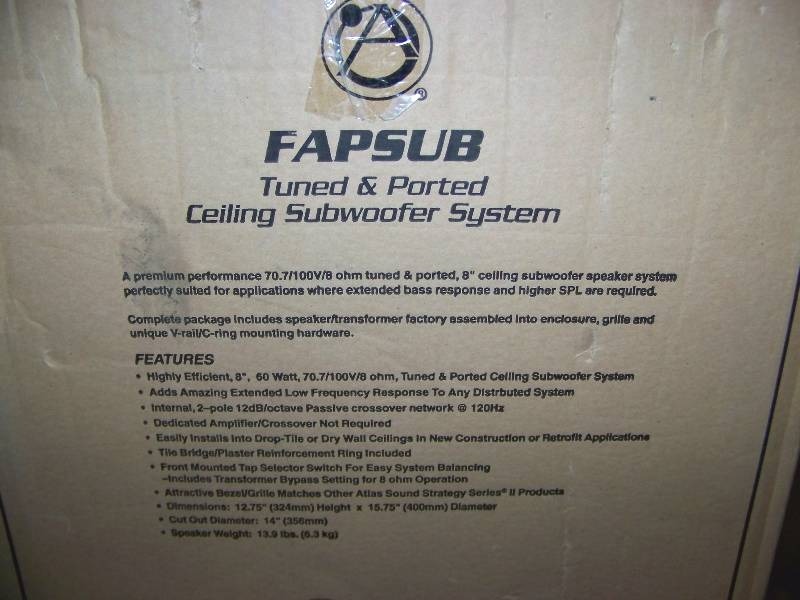 ®
FAPSUB
Tuned & Ported
Ceiling Subwoofer System
A premium performance 70.7/100V/8 ohm tuned & ported, 8" ceiling subwoofer speaker system
perfectly suited for applications where extended bass response and higher SPL are required.
Complete package includes speaker/transformer factory assembled into enclosure, grille and
unique V-rail/C-ring mounting hardware.
FEATURES
• Highly Efficient, 8", 60 Watt, 70.7/100V/8 ohm, Tuned & Ported Ceiling Subwoofer System
• Adds Amazing Extended Low Frequency Response To Any Distrbuted System
• Internal, 2-pole 12dB/octave Passive crossover network @ 120Hz
• Dedicated Amplifier/Crossover Not Required
• Easily Installs Into Drop-Tile or Dry Wall Ceilings In New Construction or Retrofit Applications
• Tile Bridge/Plaster Reinforcement Ring Included
• Front Mounted Tap Selector Switch For Easy System Balancing
-Includes Transformer Bypass Setting for 8 ohm Operation
• Attractive Bezel/Grille Matches Other Atlas Sound Strategy Series® II Products
• Dimensions: 12.75" (324mm) Height x 15.75" (400mm) Diameter
• Cut Out Diameter: 14" (356mm)
• Speaker Weight: 13.9 lbs. (6.3 kg)